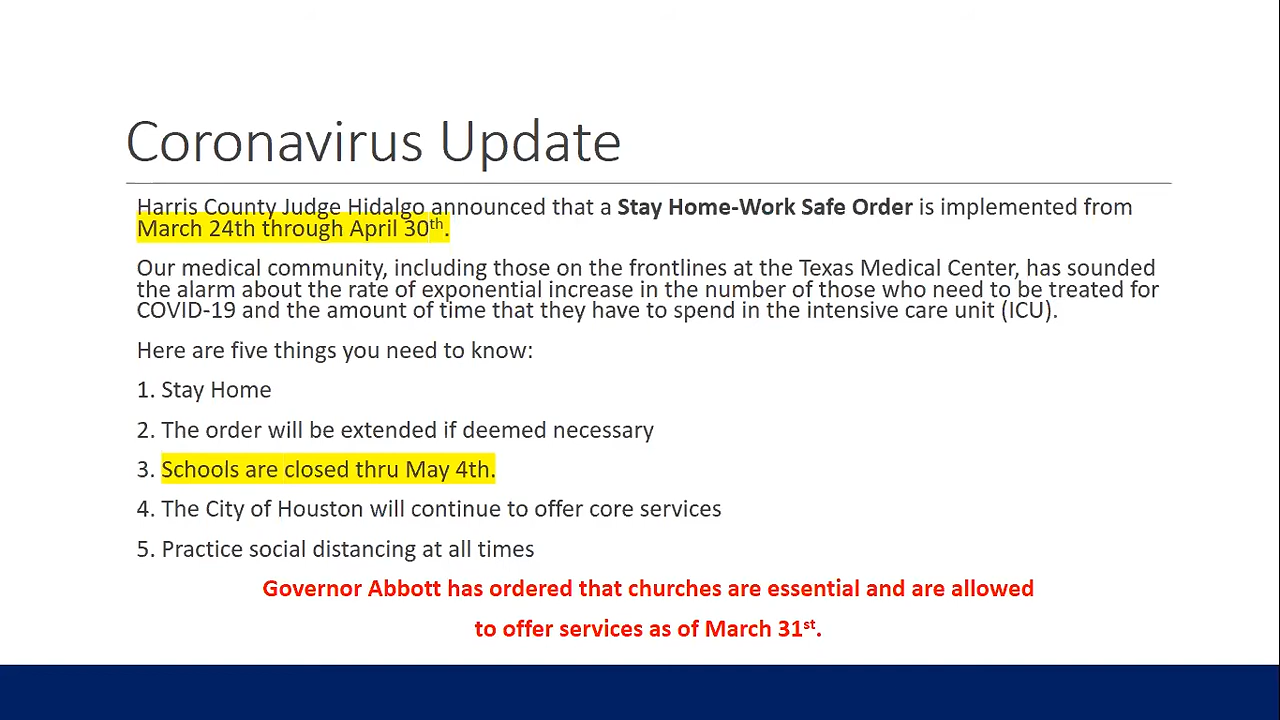 Coronavirus Update
Harris County Judge Hidalgo announced that a Stay Home-Work Safe Order is implemented from
March 24th through April 30th.
Our medical community, including those on the frontlines at the Texas Medical Center, has sounded
the alarm about the rate of exponential increase in the number of those who need to be treated for
COVID-19 and the amount of time that they have to spend in the intensive care unit (ICU).
Here are five things you need to know:
1. Stay Home
2. The order will be extended if deemed necessary
3. Schools are closed thru May 4th.
4. The City of Houston will continue to offer core services
5. Practice social distancing at all times
Governor Abbott has ordered that churches are essential and are allowed
to offer services as of March 31st.